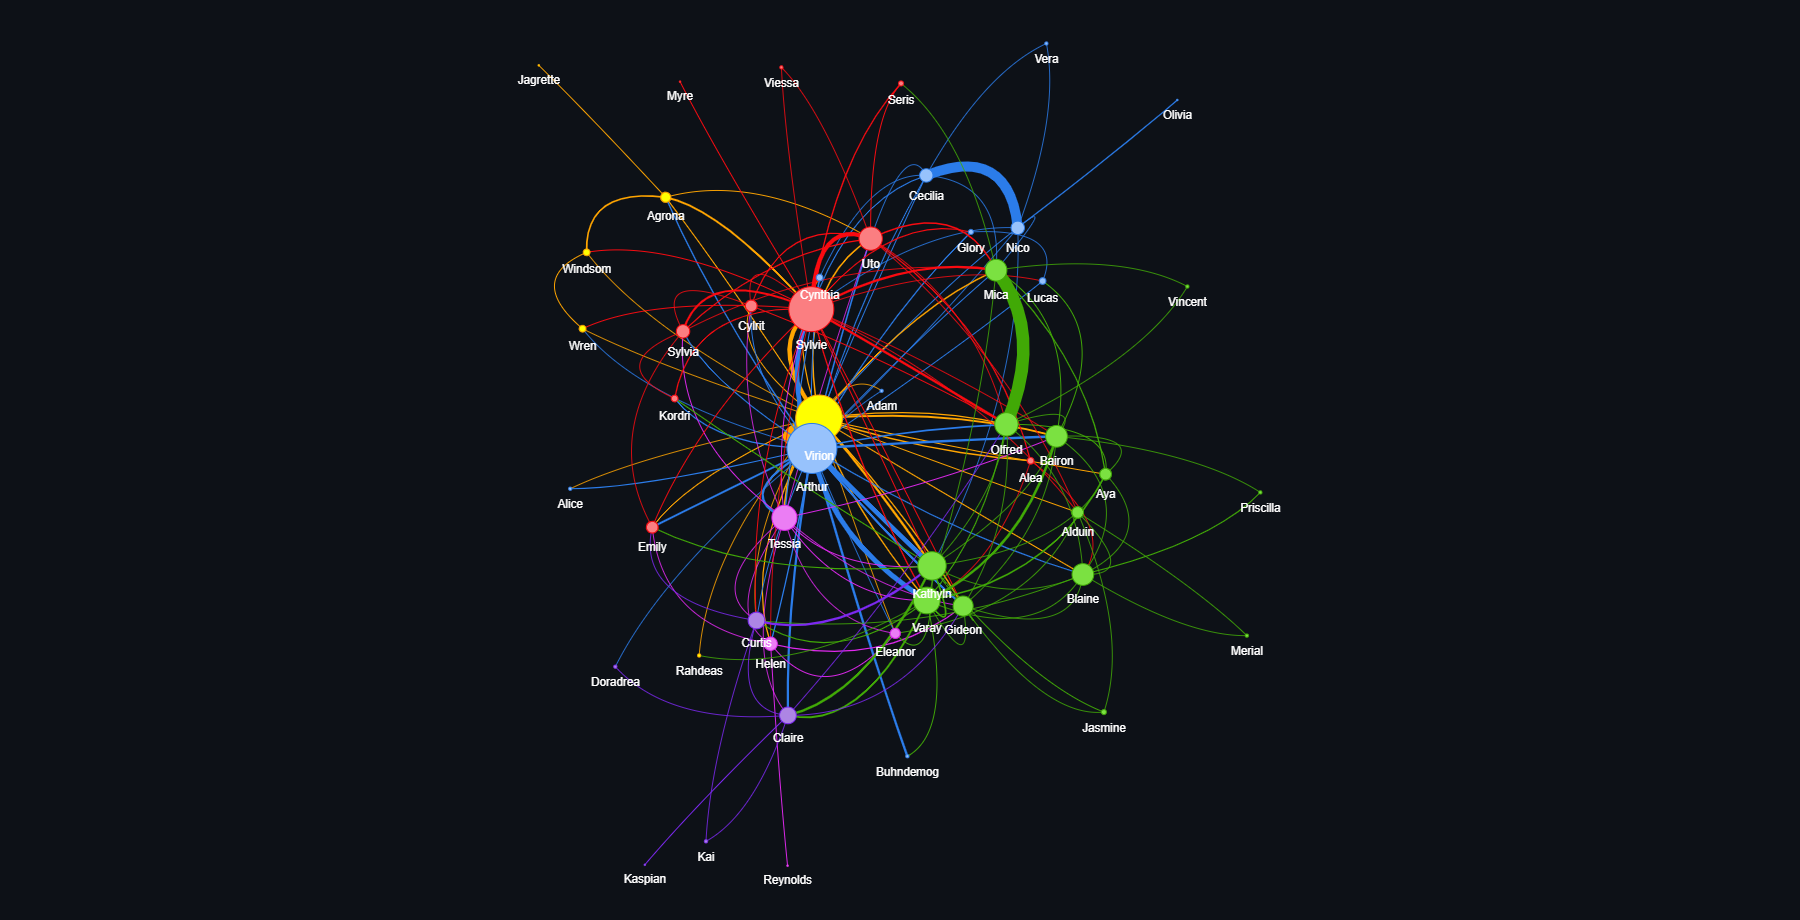 Vera
Jagrette
Viessa
Myre
Seris
Olivia
Cecilia
Agrona
Glory
Nico
Uto
Windsom
Cynthia
Mica
Lucas
Vincent
Cylrit
Wren
Sylvie
Sylvia
Adam
Kordri
Olfred
Virion
Bairon
Alea
Arthur
Aya
Alice
Priscilla
Alduin
Tessia
Emily
Kathyln
Blaine
Varay
Gideon
Curtis
Eleanor
Merial
Helen
Rahdeas
Doradrea
Jasmine
Claire
Buhndemog
Kai
Kaspian
Reynolds